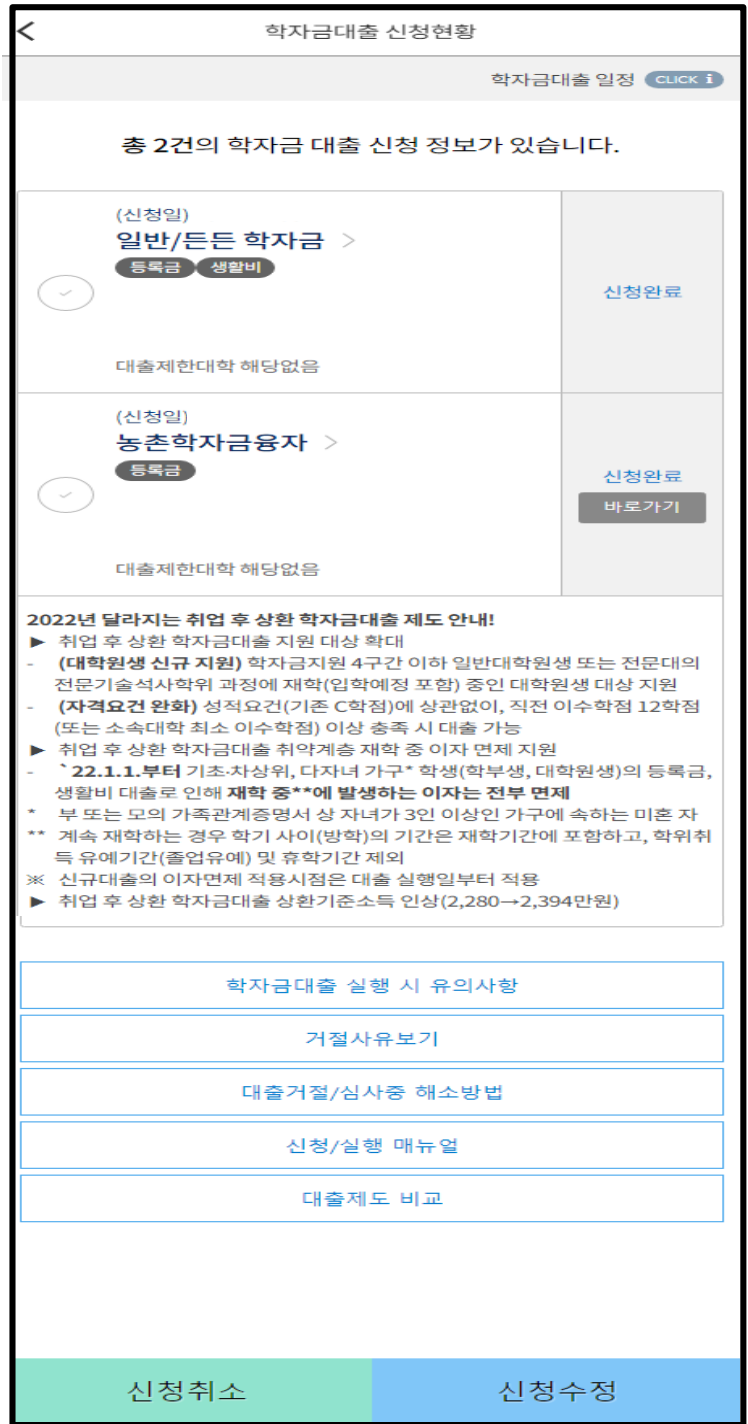 학자금대출 신청현황
학자금대출 일정 CLICK i
총 2건의 학자금 대출 신청 정보가 있습니다.
(신청일)
일반/든든 학자금 >
등록금 생활비
신청완료
대출제한대학 해당없음
(신청일)
농촌학자금융자 >
등록금
신청완료
바로가기
대출제한대학 해당없음
2022년 달라지는 취업 후 상환 학자금대출 제도 안내!
▶ 취업 후 상환 학자금대출 지원 대상 확대
- (대학원생 신규 지원) 학자금지원 4구간 이하 일반대학원생 또는 전문대의
전문기술석사학위 과정에 재학(입학예정 포함) 중인 대학원생 대상 지원
- (자격요건 완화) 성적요건(기존 C학점)에 상관없이, 직전 이수학점 12학점
(또는 소속대학 최소 이수학점) 이상 충족 시 대출 가능
▶ 취업 후 상환 학자금대출 취약계층 재학 중 이자 면제 지원
- `22.1.1.부터 기초·차상위, 다자녀 가구* 학생(학부생, 대학원생)의 등록금,
생활비 대출로 인해 재학 중**에 발생하는 이자는 전부 면제
* 부 또는 모의 가족관계증명서 상 자녀가 3인 이상인 가구에 속하는 미혼 자
** 계속 재학하는 경우 학기 사이(방학)의 기간은 재학기간에 포함하고, 학위취
득 유예기간(졸업유예) 및 휴학기간 제외
※ 신규대출의 이자면제 적용시점은 대출 실행일부터 적용
▶ 취업 후 상환 학자금대출 상환기준소득 인상(2,280→2,394만원)
학자금대출 실행 시 유의사항
거절사유보기
대출거절/심사중 해소방법
신청/실행 매뉴얼
대출제도 비교
신청취소
신청수정